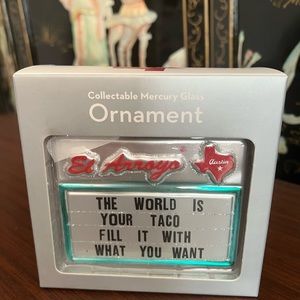 Collectable Mercury Glass
Ornament
El Arroyo
Austin
THE WORLD IS
YOUR TACO
FILL IT WITH
WHAT YOU WANT